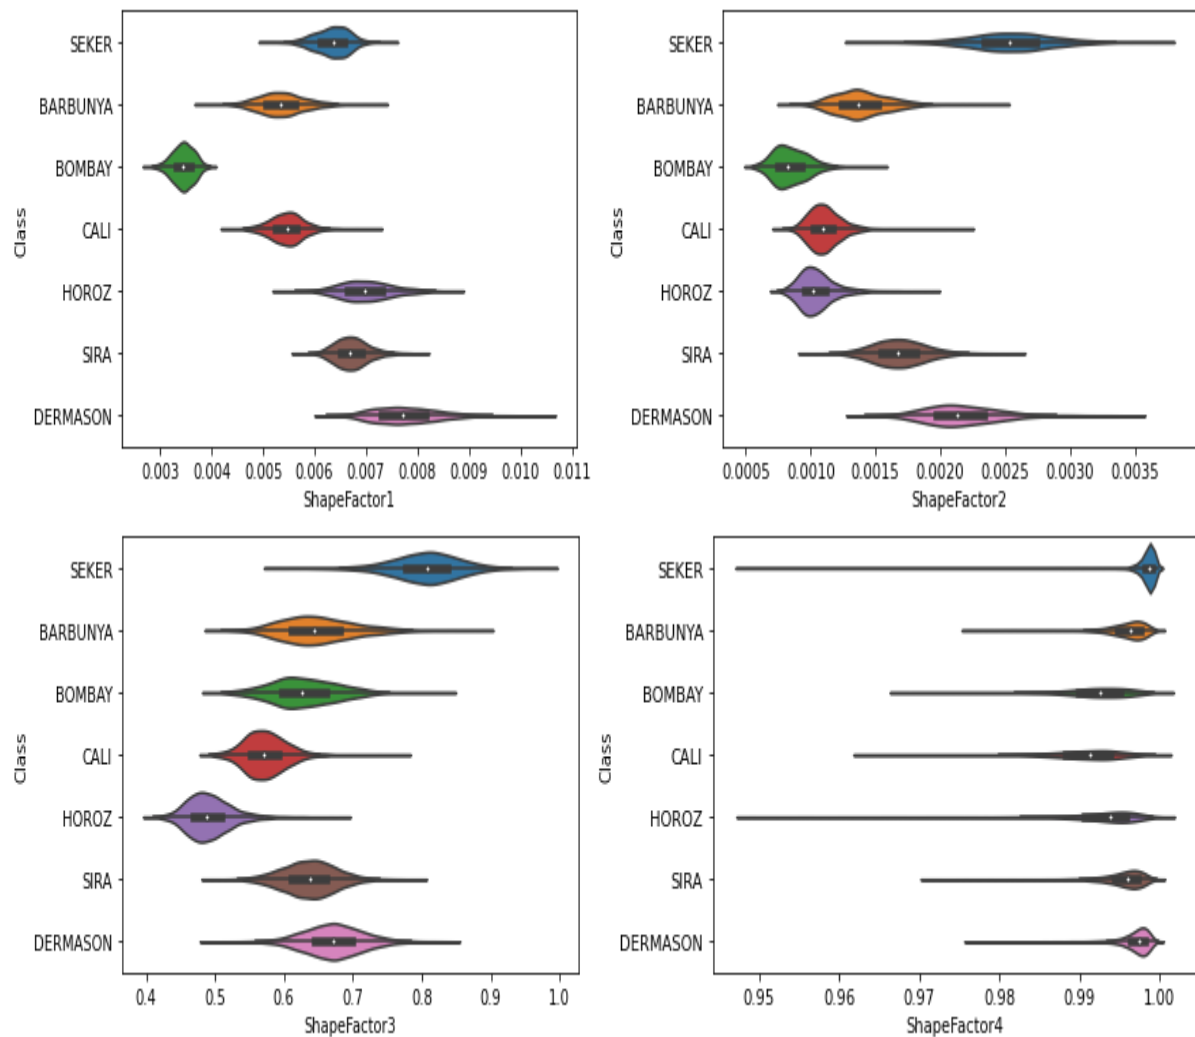 SEKER
BARBUNYA
BOMBAY
CALI
HOROZ
SIRA
DERMASON
Class
0.003 0.004 0.005 0.006 0.007 0.008 0.009 0.010 0.011
ShapeFactor1
SEKER
BARBUNYA
BOMBAY
CALI
HOROZ
SIRA
DERMASON
Class
0.0005 0.0010 0.0015 0.0020 0.0025 0.0030 0.0035
ShapeFactor2
SEKER
BARBUNYA
BOMBAY
CALI
HOROZ
SIRA
DERMASON
Class
0.4 0.5 0.6 0.7 0.8 0.9 1.0
ShapeFactor3
SEKER
BARBUNYA
BOMBAY
CALI
HOROZ
SIRA
DERMASON
Class
0.95 0.96 0.97 0.98 0.99 1.00
ShapeFactor4